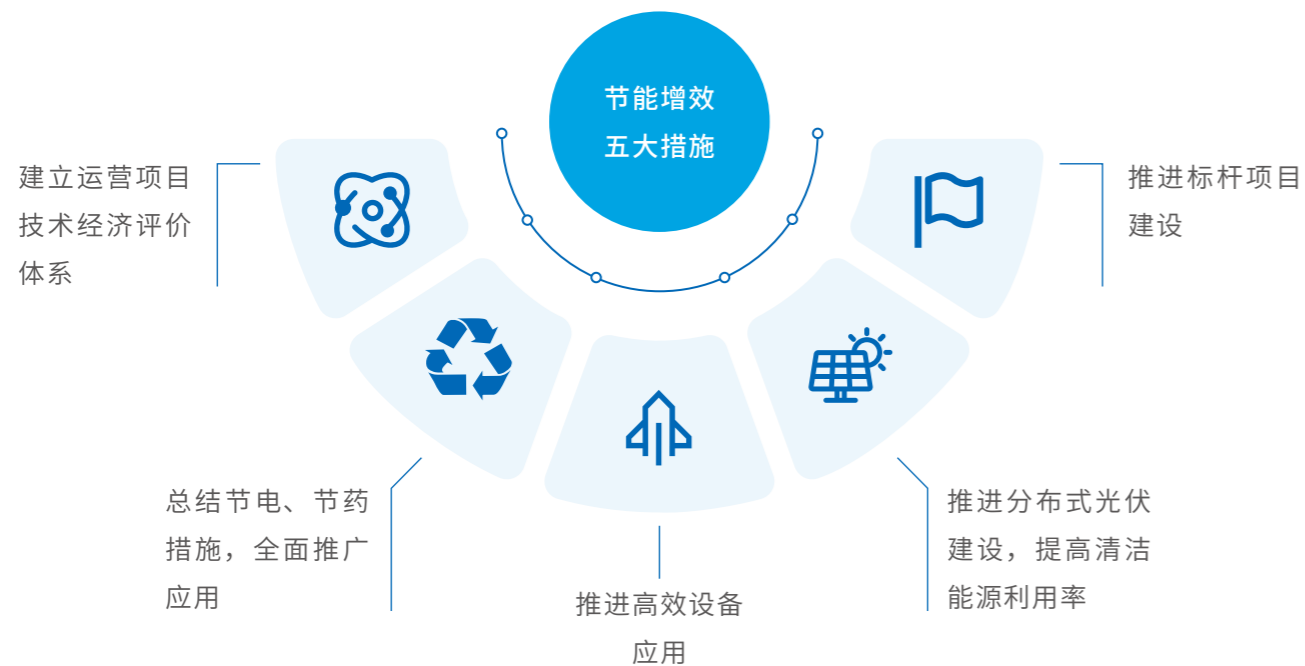 节能增效
五大措施
建立运营项目
技术经济评价
体系
总结节电、节药
措施，全面推广
应用
推进高效设备
应用
推进分布式光伏
建设，提高清洁
能源利用率
推进标杆项目
建设